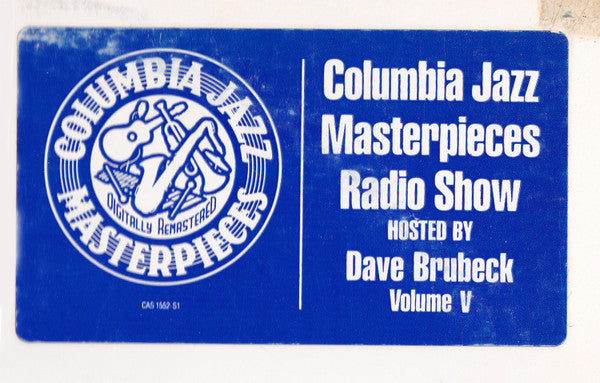 COLUMBIA JAZZ
DIGITALLY REMASTERED
MASTERPIECES
CAS 1552-S1
Columbia Jazz
Masterpieces
Radio Show
HOSTED BY
Dave Brubeck
Volume V